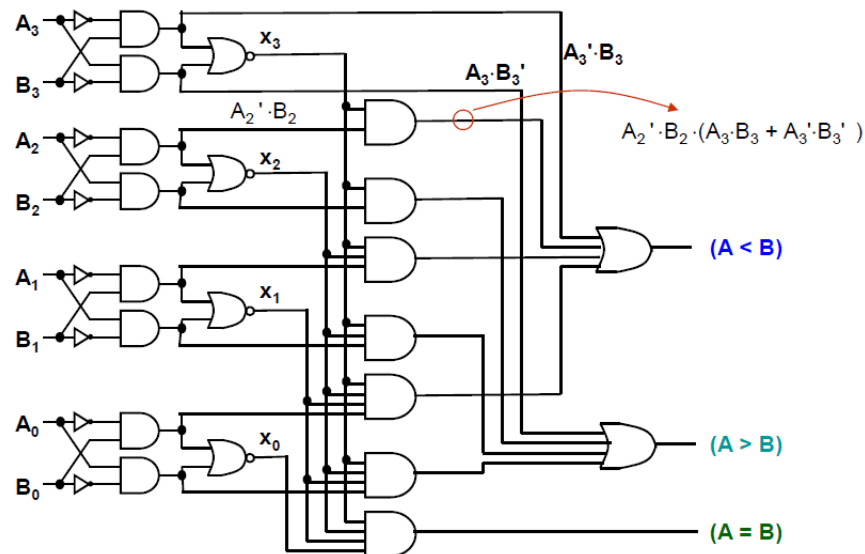 A₃
B₃
x₃
A₃'·B₃
A₃·B₃'
A₂'·B₂
A₂'·B₂·(A₃·B₃ + A₃'·B₃' )
A₂
B₂
x₂
(A < B)
A₁
B₁
x₁
A₀
B₀
x₀
(A > B)
(A = B)